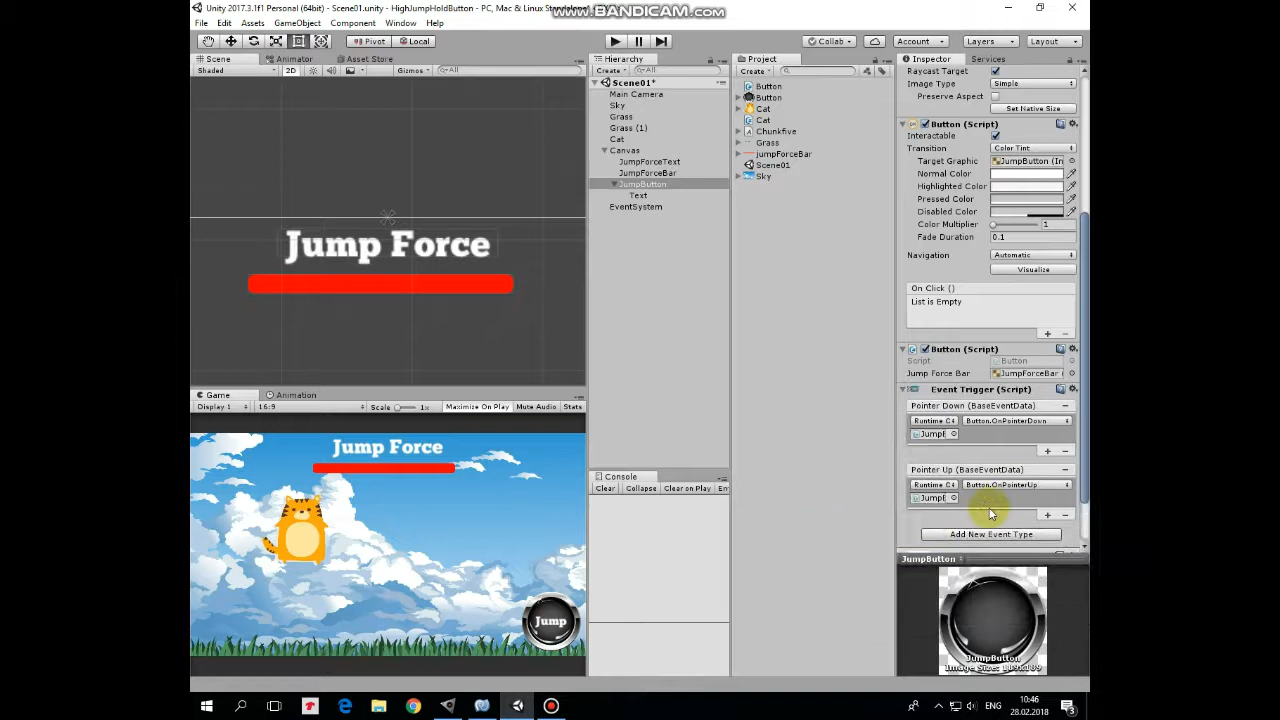 Unity 2017.3.1f1 Personal (64bit) - Scene01.unity - HighJumpHoldButton - PC, Mac & Linux Standalone
www.BANDICAM.com
File Edit Assets GameObject Component Window Help
Pivot Local Collab Account Layers Layout
Scene Animator Asset Store
Shaded 2D Gizmos All
Hierarchy
Create All
Scene01*
Main Camera
Sky
Grass
Grass (1)
Cat
Canvas
JumpForceText
JumpForceBar
JumpButton
Text
EventSystem
Project
Create
Button
Button
Cat
Cat
Chunkfive
Grass
jumpForceBar
Scene01
Sky
Inspector Services
Raycast Target
Image Type Simple
Preserve Aspect
Set Native Size
Button (Script)
Interactable
Transition Color Tint
Target Graphic JumpButton (Im
Normal Color
Highlighted Color
Pressed Color
Disabled Color
Color Multiplier 1
Fade Duration 0.1
Navigation Automatic
Visualize
On Click ()
List is Empty
Button (Script)
Script Button
Jump Force Bar JumpForceBar
Event Trigger (Script)
Pointer Down (BaseEventData)
Runtime Button.OnPointerDown
Pointer Up (BaseEventData)
Runtime Button.OnPointerUp
Add New Event Type
JumpButton
JumpButton
Jump Force
Game Animation
Display 1 16:9 Scale 1x Maximize On Play Mute Audio Stats
Jump Force
Jump
Console
Clear Collapse Clear on Play
ENG
10:46
28.02.2018